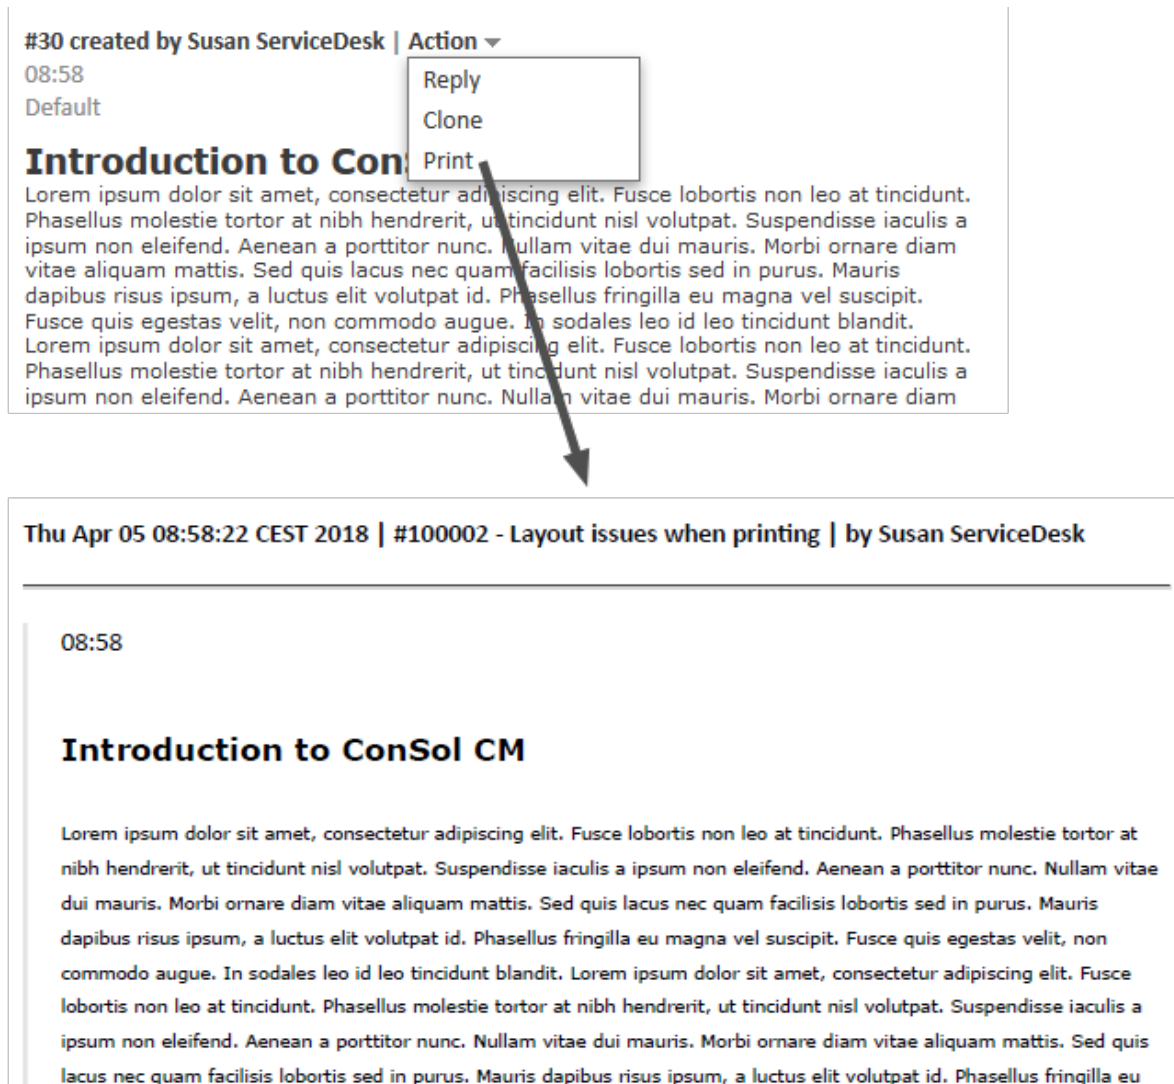 #30 created by Susan ServiceDesk | Action
08:58
Default
Reply
Clone
Print
Introduction to Con
Lorem ipsum dolor sit amet, consectetur adipiscing elit. Fusce lobortis non leo at tincidunt.
Phasellus molestie tortor at nibh hendrerit, ut tincidunt nisl volutpat. Suspendisse iaculis a
ipsum non eleifend. Aenean a porttitor nunc. Nullam vitae dui mauris. Morbi ornare diam
vitae aliquam mattis. Sed quis lacus nec quam facilisis lobortis sed in purus. Mauris
dapibus risus ipsum, a luctus elit volutpat id. Phasellus fringilla eu magna vel suscipit.
Fusce quis egestas velit, non commodo augue. In sodales leo id leo tincidunt blandit.
Lorem ipsum dolor sit amet, consectetur adipiscing elit. Fusce lobortis non leo at tincidunt.
Phasellus molestie tortor at nibh hendrerit, ut tincidunt nisl volutpat. Suspendisse iaculis a
ipsum non eleifend. Aenean a porttitor nunc. Nullam vitae dui mauris. Morbi ornare diam
Thu Apr 05 08:58:22 CEST 2018 | #100002 - Layout issues when printing | by Susan ServiceDesk
08:58
Introduction to ConSol CM
Lorem ipsum dolor sit amet, consectetur adipiscing elit. Fusce lobortis non leo at tincidunt. Phasellus molestie tortor at
nibh hendrerit, ut tincidunt nisl volutpat. Suspendisse iaculis a ipsum non eleifend. Aenean a porttitor nunc. Nullam vitae
dui mauris. Morbi ornare diam vitae aliquam mattis. Sed quis lacus nec quam facilisis lobortis sed in purus. Mauris
dapibus risus ipsum, a luctus elit volutpat id. Phasellus fringilla eu magna vel suscipit. Fusce quis egestas velit, non
commodo augue. In sodales leo id leo tincidunt blandit. Lorem ipsum dolor sit amet, consectetur adipiscing elit. Fusce
lobortis non leo at tincidunt. Phasellus molestie tortor at nibh hendrerit, ut tincidunt nisl volutpat. Suspendisse iaculis a
ipsum non eleifend. Aenean a porttitor nunc. Nullam vitae dui mauris. Morbi ornare diam vitae aliquam mattis. Sed quis
lacus nec quam facilisis lobortis sed in purus. Mauris dapibus risus ipsum, a luctus elit volutpat id. Phasellus fringilla eu